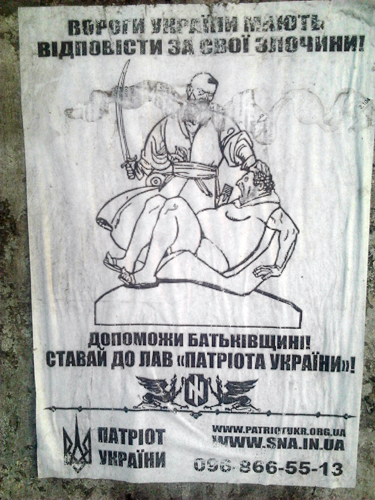 ВОРОГИ УКРАЇНИ МАЮТЬ
ВІДПОВІСТИ ЗА СВОЇ ЗЛОЧИНИ!
ДОПОМОЖИ БАТЬКІВЩИНІ!
СТАВАЙ ДО ЛАВ «ПАТРІОТА УКРАЇНИ»!
ПАТРІОТ
УКРАЇНИ
WWW.PATRIOTUKR.ORG.UA
WWW.SNA.IN.UA
096-866-55-13